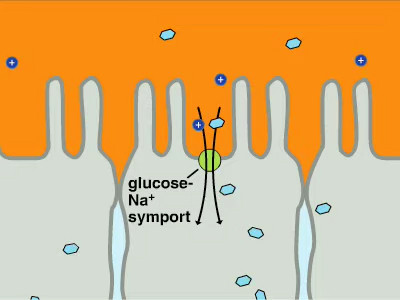 +
+
+
+
glucose-
Na⁺
symport